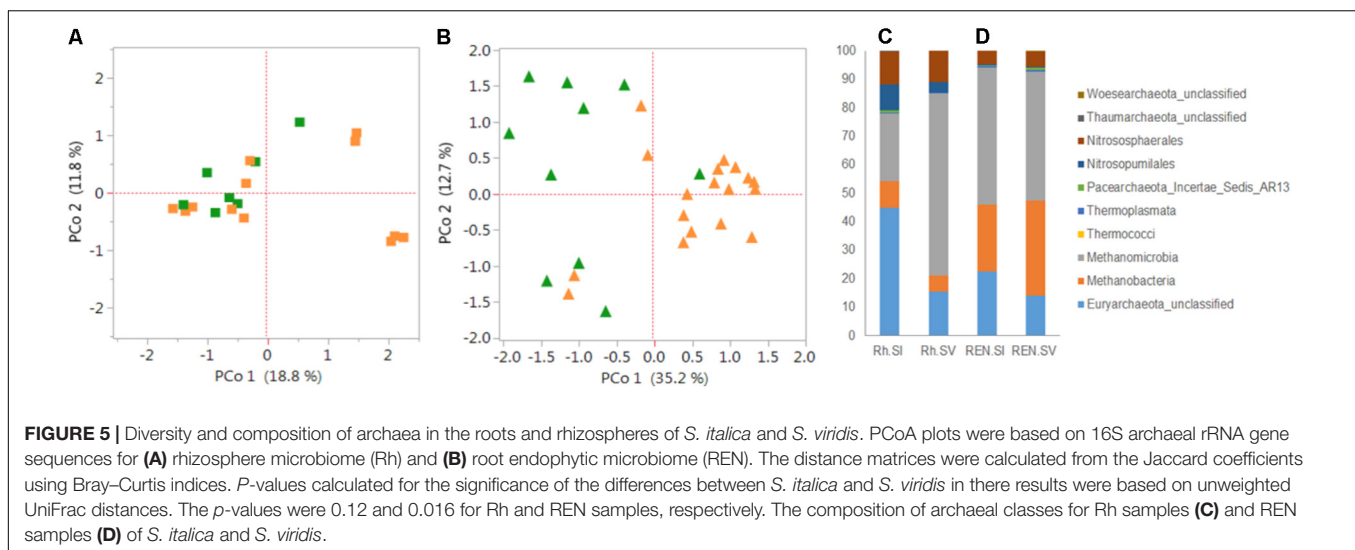 A
B
C
D
2
1
0
-1
-2
PCo 2 (11.8 %)
-2 -1 0 1 2
PCo 1 (18.8 %)
2.0
1.5
1.0
0.5
0.0
-0.5
-1.0
-1.5
-2.0
PCo 2 (12.7 %)
-2.0 -1.5 -1.0 -0.5 0.0 0.5 1.0 1.5 2.0
PCo 1 (35.2 %)
100
90
80
70
60
50
40
30
20
10
0
Rh.SI Rh.SV REN.SI REN.SV
Woesearchaeota_unclassified
Thaumarchaeota_unclassified
Nitrososphaerales
Nitrosopumilales
Pacearchaeota_Incertae_Sedis_AR13
Thermoplasmata
Thermococci
Methanomicrobia
Methanobacteria
Euryarchaeota_unclassified
FIGURE 5 | Diversity and composition of archaea in the roots and rhizospheres of S. italica and S. viridis. PCoA plots were based on 16S archaeal rRNA gene
sequences for (A) rhizosphere microbiome (Rh) and (B) root endophytic microbiome (REN). The distance matrices were calculated from the Jaccard coefficients
using Bray–Curtis indices. P-values calculated for the significance of the differences between S. italica and S. viridis in there results were based on unweighted
UniFrac distances. The p-values were 0.12 and 0.016 for Rh and REN samples, respectively. The composition of archaeal classes for Rh samples (C) and REN
samples (D) of S. italica and S. viridis.